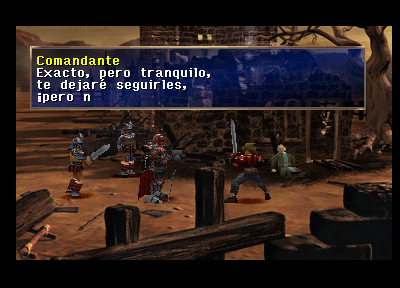 Comandante
Exacto, pero tranquilo,
te dejaré seguirles,
¡pero n